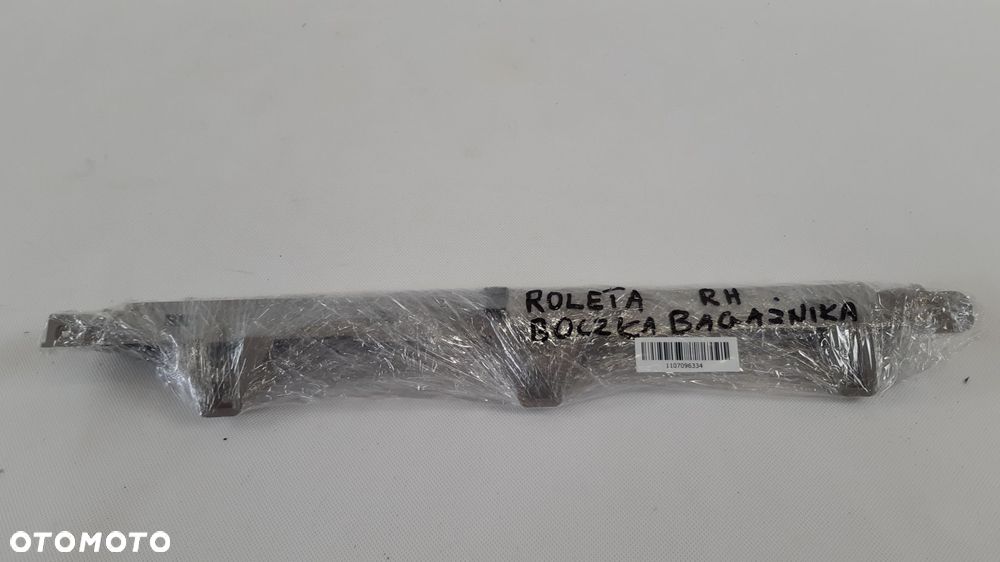 ROLETA RH.
BOCZKA BAGAŻNIKA
1107096334
OTOMOTO